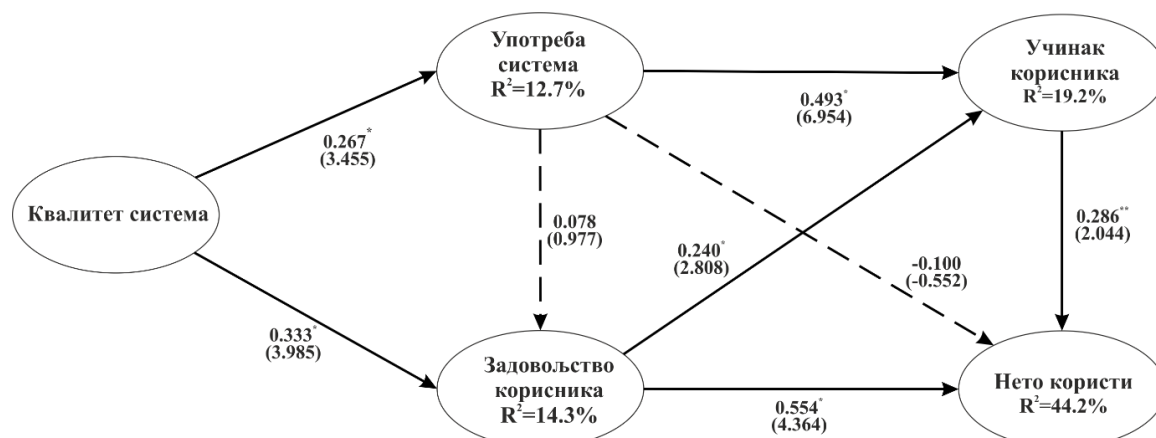 Употреба
система
R²=12.7%
Учинак
корисника
R²=19.2%
0.493*
(6.954)
0.267*
(3.455)
Квалитет система
0.078
(0.977)
0.240*
(2.808)
-0.100
(-0.552)
0.286**
(2.044)
0.333*
(3.985)
Задовољство
корисника
R²=14.3%
0.554*
(4.364)
Нето користи
R²=44.2%